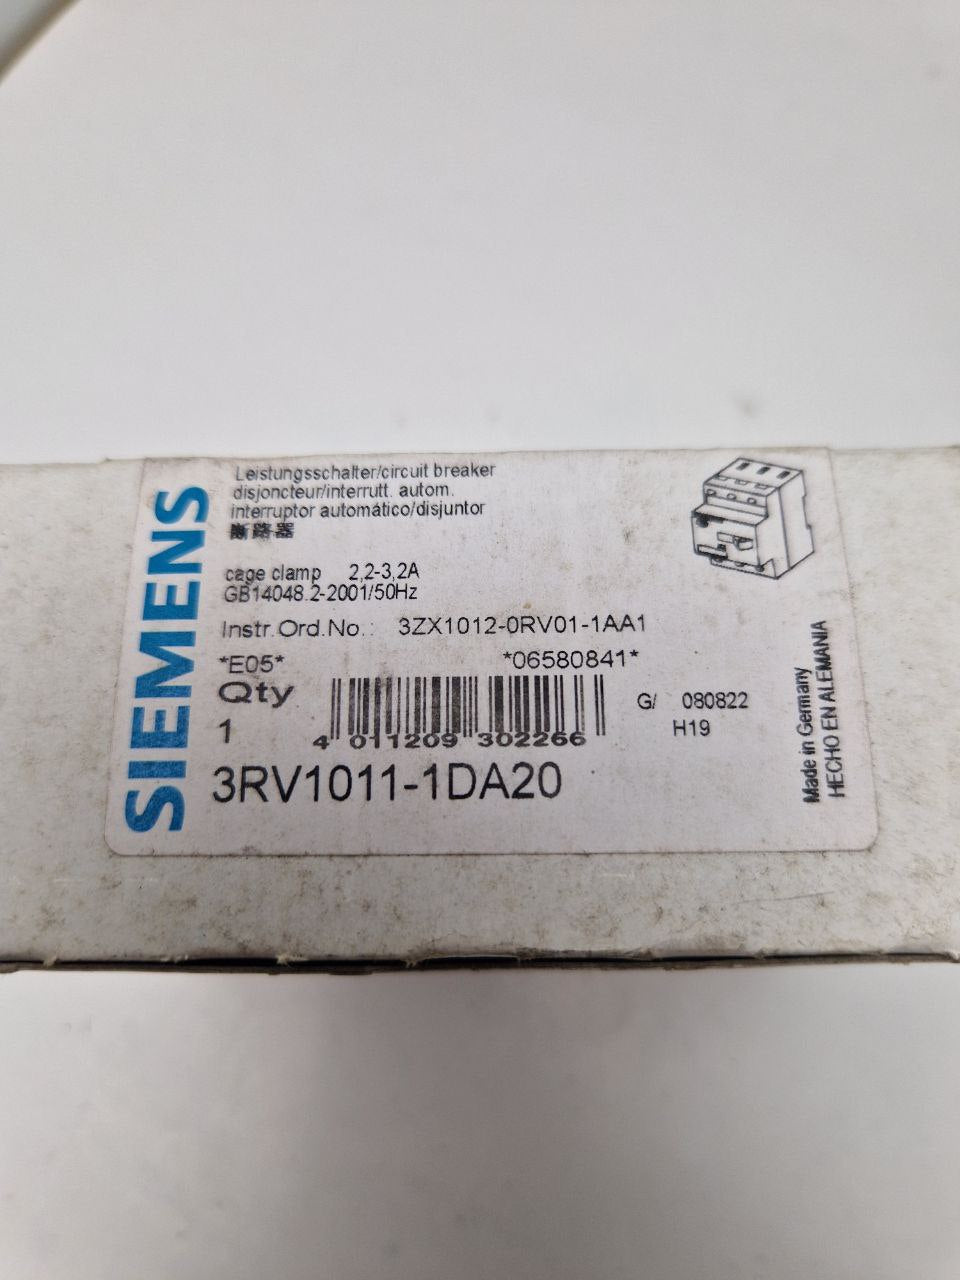 SIEMENS
Leistungsschalter/circuit breaker
disjoncteur/interrutt. autom.
interruptor automático/disjuntor
断路器
cage clamp 2,2-3,2A
GB14048.2-2001/50Hz
Instr.Ord.No.: 3ZX1012-0RV01-1AA1
*E05* *06580841*
Qty
1
4 011209 302266
G/ 080822
H19
3RV1011-1DA20
Made in Germany
HECHO EN ALEMANIA